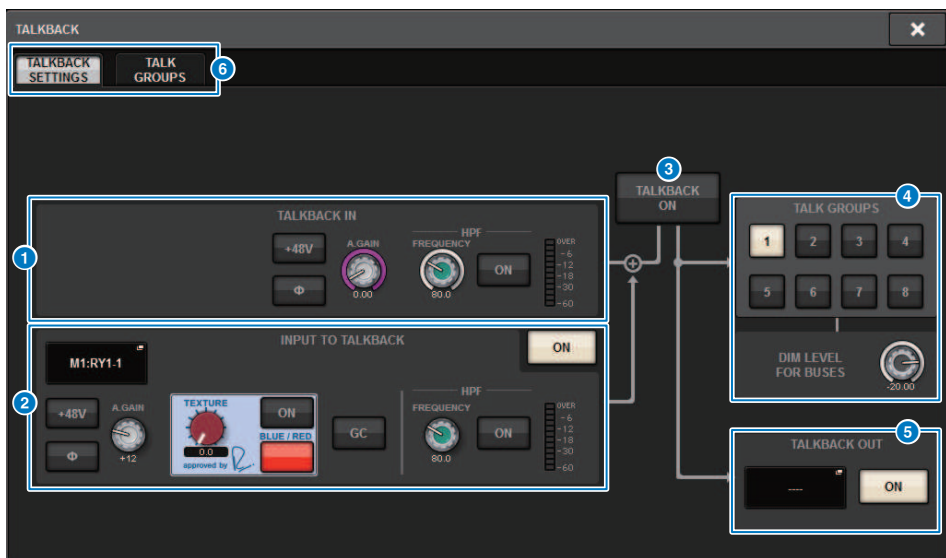 TALKBACK
×
TALKBACK
SETTINGS
TALK
GROUPS
6
3
TALKBACK
ON
4
TALK GROUPS
1 2 3 4
5 6 7 8
DIM LEVEL
FOR BUSES
-20.00
1
TALKBACK IN
+48V
Φ
A.GAIN
0.00
HPF
FREQUENCY
80.0
ON
OVER
-6
-12
-18
-30
-60
2
INPUT TO TALKBACK
ON
M1:RY1-1
+48V
Φ
A.GAIN
+12
TEXTURE
0.0
approved by
ON
BLUE / RED
GC
HPF
FREQUENCY
80.0
ON
OVER
-6
-12
-18
-30
-60
5
TALKBACK OUT
----
ON